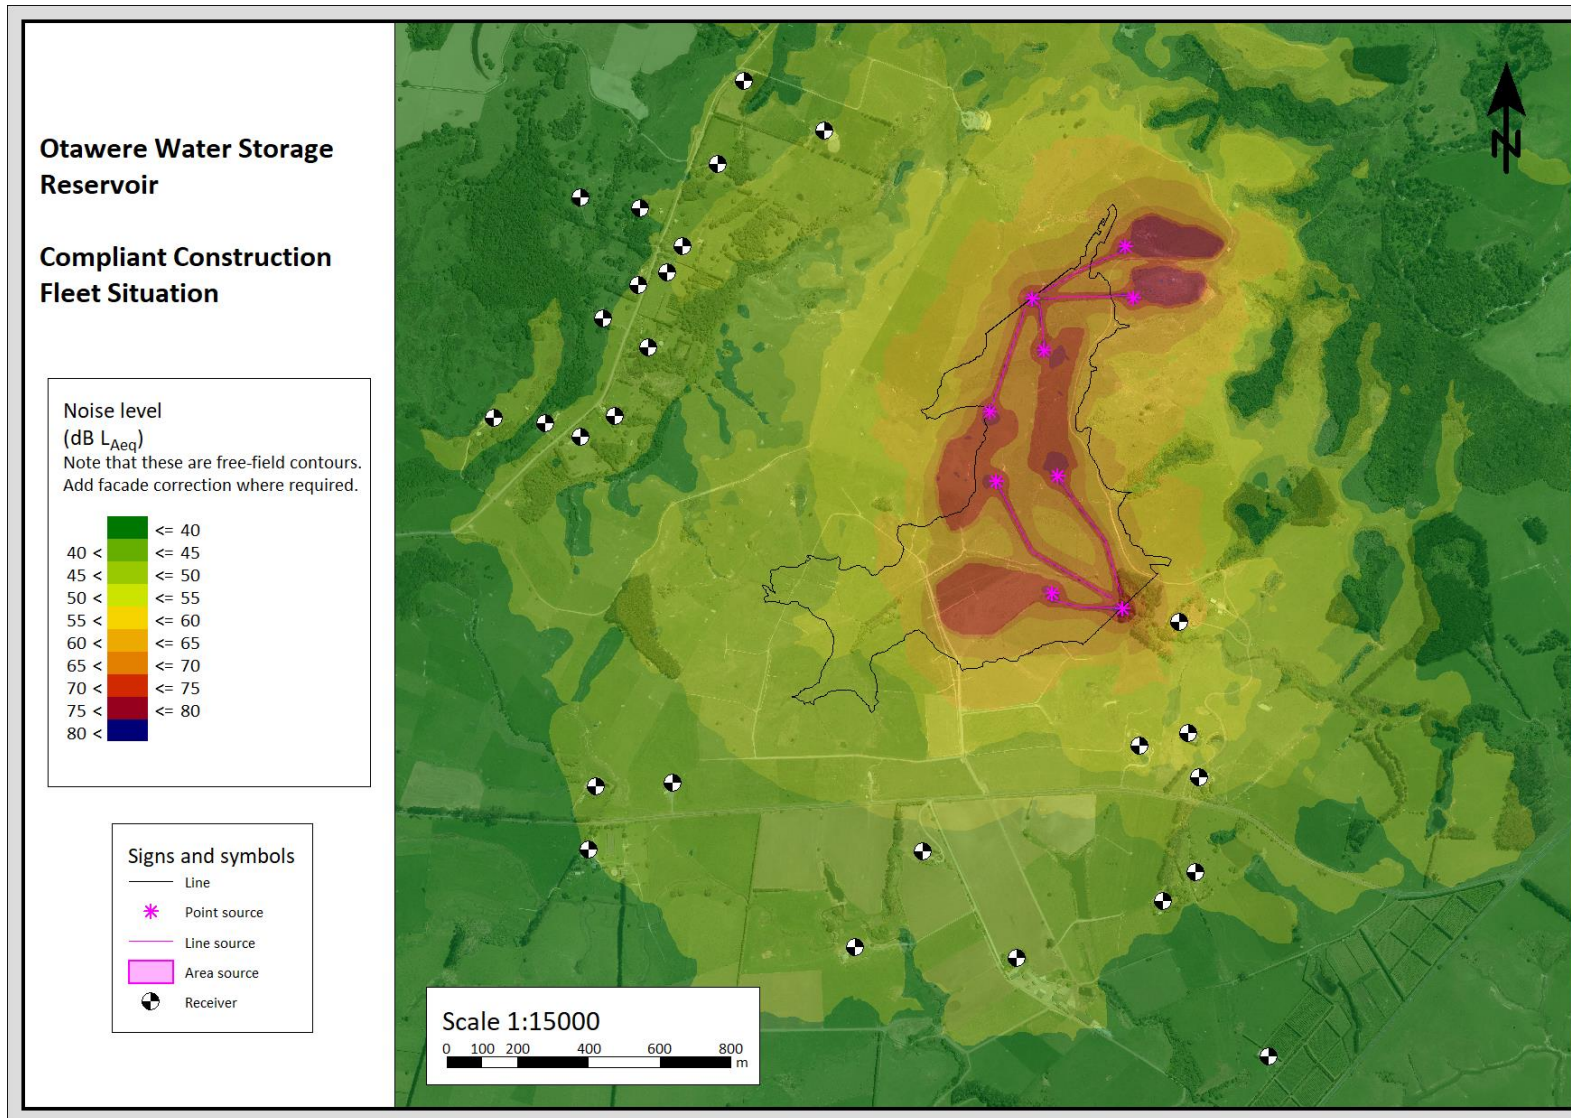 Otawere Water Storage
Reservoir
Compliant Construction
Fleet Situation
Noise level
(dB LAeq)
Note that these are free-field contours.
Add facade correction where required.
<= 40
40 < <= 45
45 < <= 50
50 < <= 55
55 < <= 60
60 < <= 65
65 < <= 70
70 < <= 75
75 < <= 80
80 <
Signs and symbols
Line
Point source
Line source
Area source
Receiver
Scale 1:15000
0 100 200 400 600 800
m
N